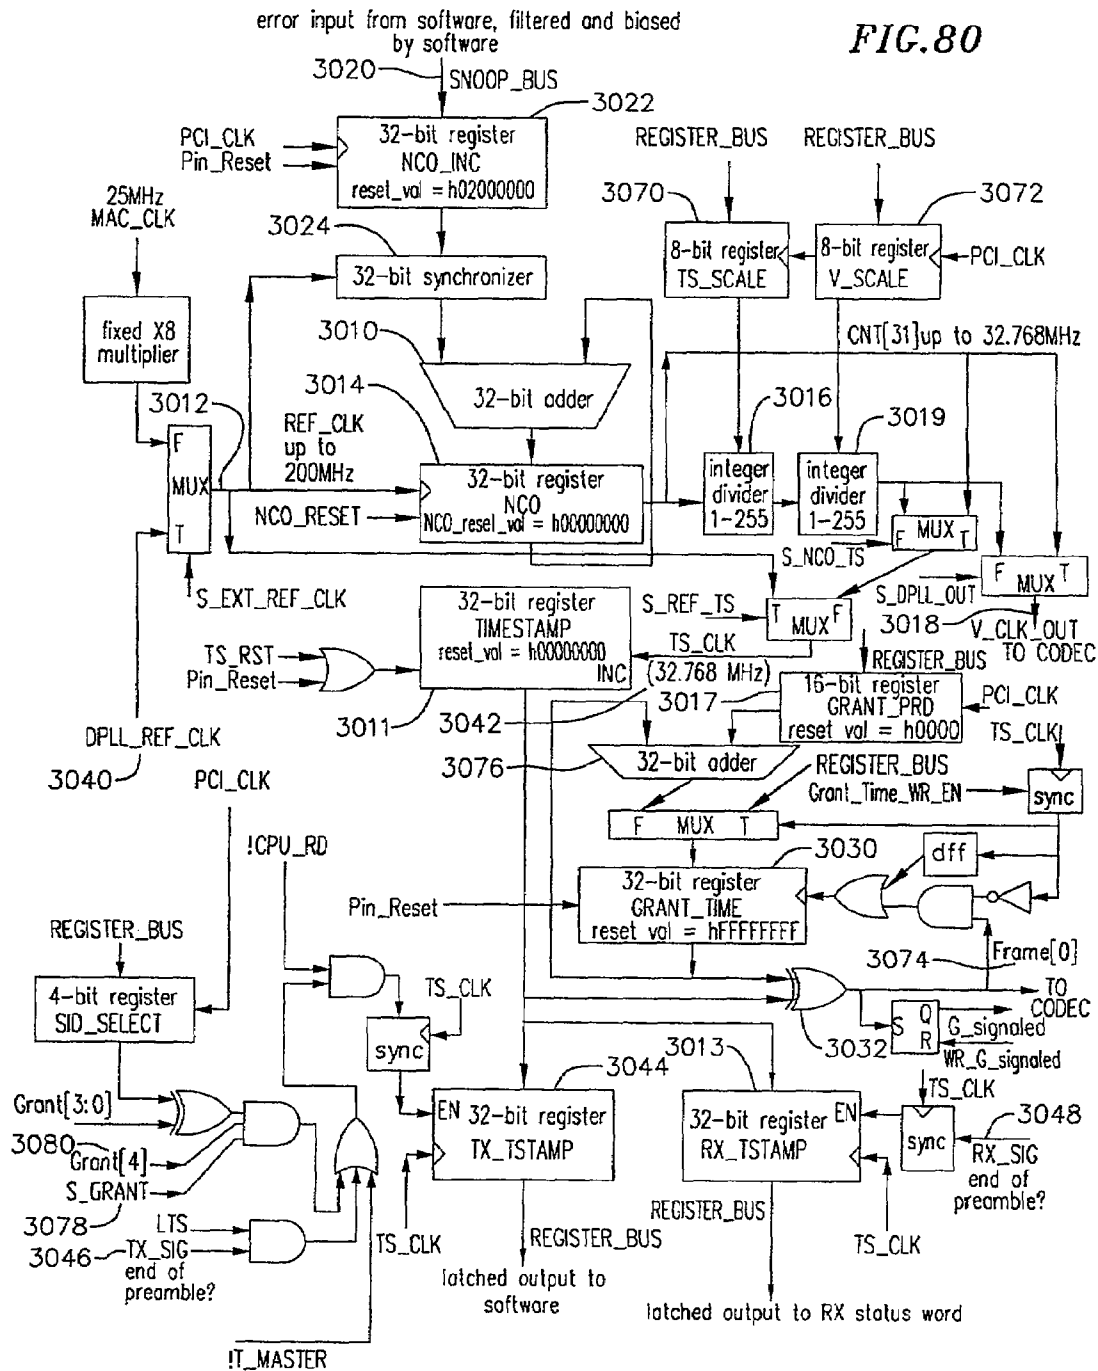 error input from software, filtered and biased
by software
FIG.80
3020
SNOOP_BUS
3022
PCI_CLK
Pin_Reset
32-bit register
NCO_INC
reset_val = h02000000
REGISTER_BUS
REGISTER_BUS
25MHz
MAC_CLK
3024
32-bit synchronizer
3070
3072
8-bit register
TS_SCALE
8-bit register
V_SCALE
PCI_CLK
fixed X8
multiplier
3010
32-bit adder
CNT[31]up to 32.768MHz
3012
3014
3016
3019
F
MUX
T
REF_CLK
up to
200MHz
32-bit register
NCO
NCO_reset_val = h00000000
NCO_RESET
integer
divider
1-255
integer
divider
1-255
F MUX T
S_NCO_TS
F MUX T
S_DPLL_OUT
S_EXT_REF_CLK
32-bit register
TIMESTAMP
reset_val = h00000000
INC
S_REF_TS
T MUX F
3018
V_CLK_OUT
TO CODEC
TS_CLK
(32.768 MHz)
TS_RST
Pin_Reset
REGISTER_BUS
3011
3042
3017
16-bit register
GRANT_PRD
reset val = h0000
PCI_CLK
TS_CLK
DPLL_REF_CLK
3040
3076
32-bit adder
REGISTER_BUS
Grant_Time_WR_EN
sync
PCI_CLK
F MUX T
!CPU_RD
3030
dff
32-bit register
GRANT_TIME
reset val = hFFFFFFFF
Pin_Reset
REGISTER_BUS
3074
Frame[0]
4-bit register
SID_SELECT
TS_CLK
TO
CODEC
sync
3032
S Q
R
G_signaled
WR_G_signaled
3044
3013
TS_CLK
Grant[3:0]
EN
32-bit register
TX_TSTAMP
32-bit register
RX_TSTAMP
EN
sync
3048
RX_SIG
end of
preamble?
3080
Grant[4]
S_GRANT
3078
LTS
3046
TX_SIG
end of
preamble?
TS_CLK
REGISTER_BUS
REGISTER_BUS
TS_CLK
latched output to
software
latched output to RX status word
!T_MASTER